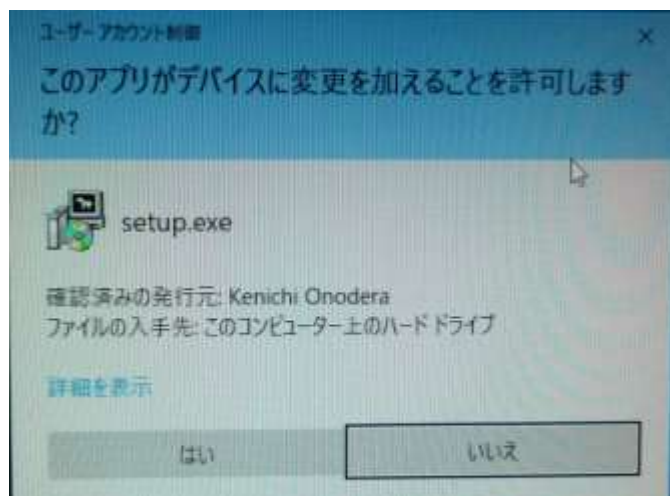 ユーザー アカウント制御
このアプリがデバイスに変更を加えることを許可します
か?
setup.exe
確認済みの発行元: Kenichi Onodera
ファイルの入手先: このコンピューター上のハード ドライブ
詳細を表示
はい
いいえ